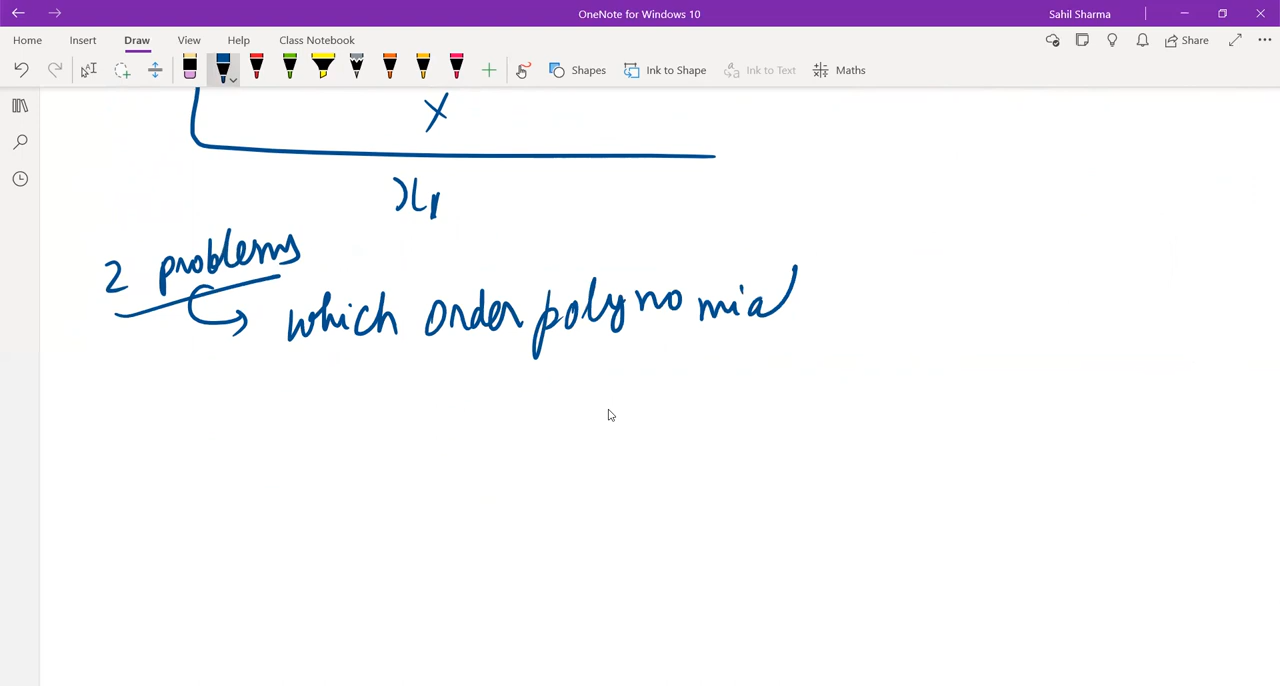 OneNote for Windows 10
Sahil Sharma
Home Insert Draw View Help Class Notebook
Share
Shapes Ink to Shape Ink to Text Maths
X
x1
2 problems
which order polynomial